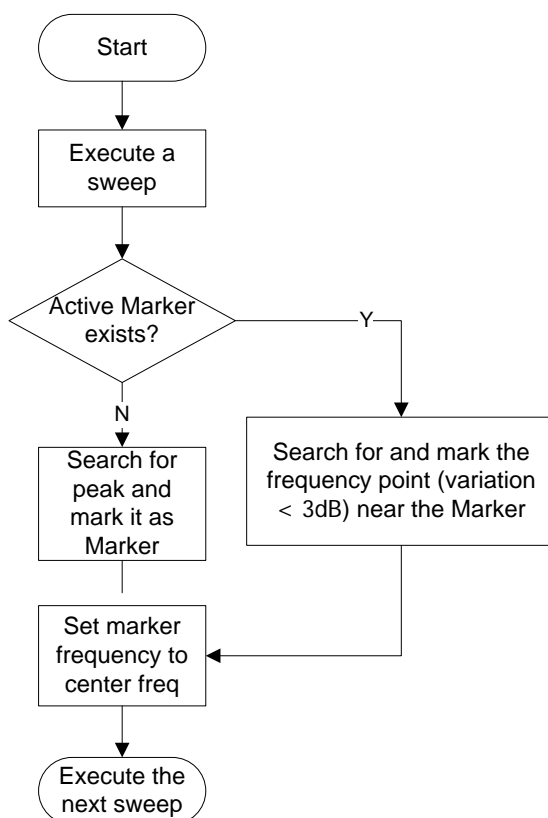 Start
Execute a
sweep
Active Marker
exists?
Y
N
Search for
peak and
mark it as
Marker
Search for and mark the
frequency point (variation
< 3dB) near the Marker
Set marker
frequency to
center freq
Execute the
next sweep